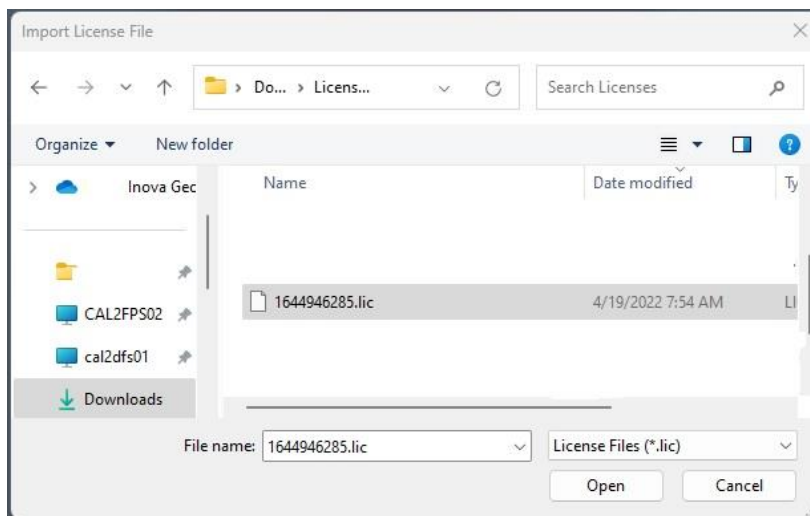 Import License File
Do... > Licens...
Search Licenses
Organize
New folder
Name
Date modified
Ty
Inova Geo
1644946285.lic
4/19/2022 7:54 AM
LI
CAL2FPS02
cal2dfs01
Downloads
File name:
1644946285.lic
License Files (*.lic)
Open
Cancel